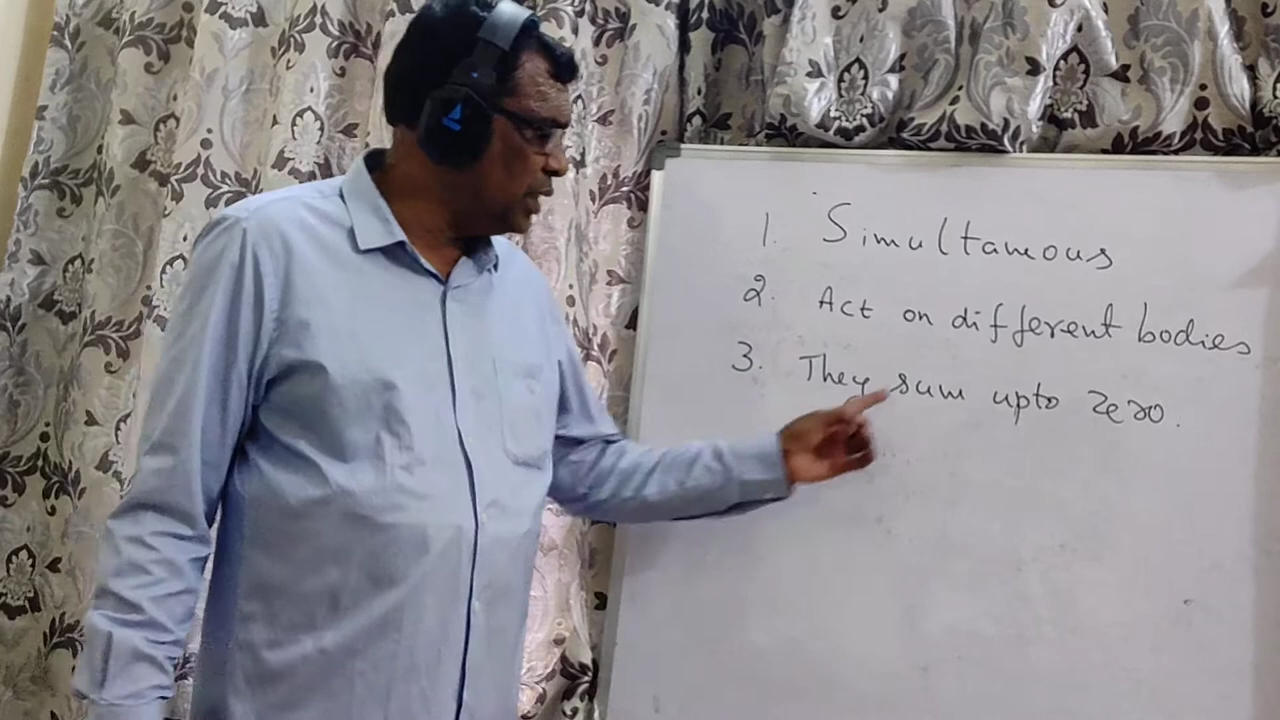 1. Simultaneous
2. Act on different bodies
3. They sum upto zero.